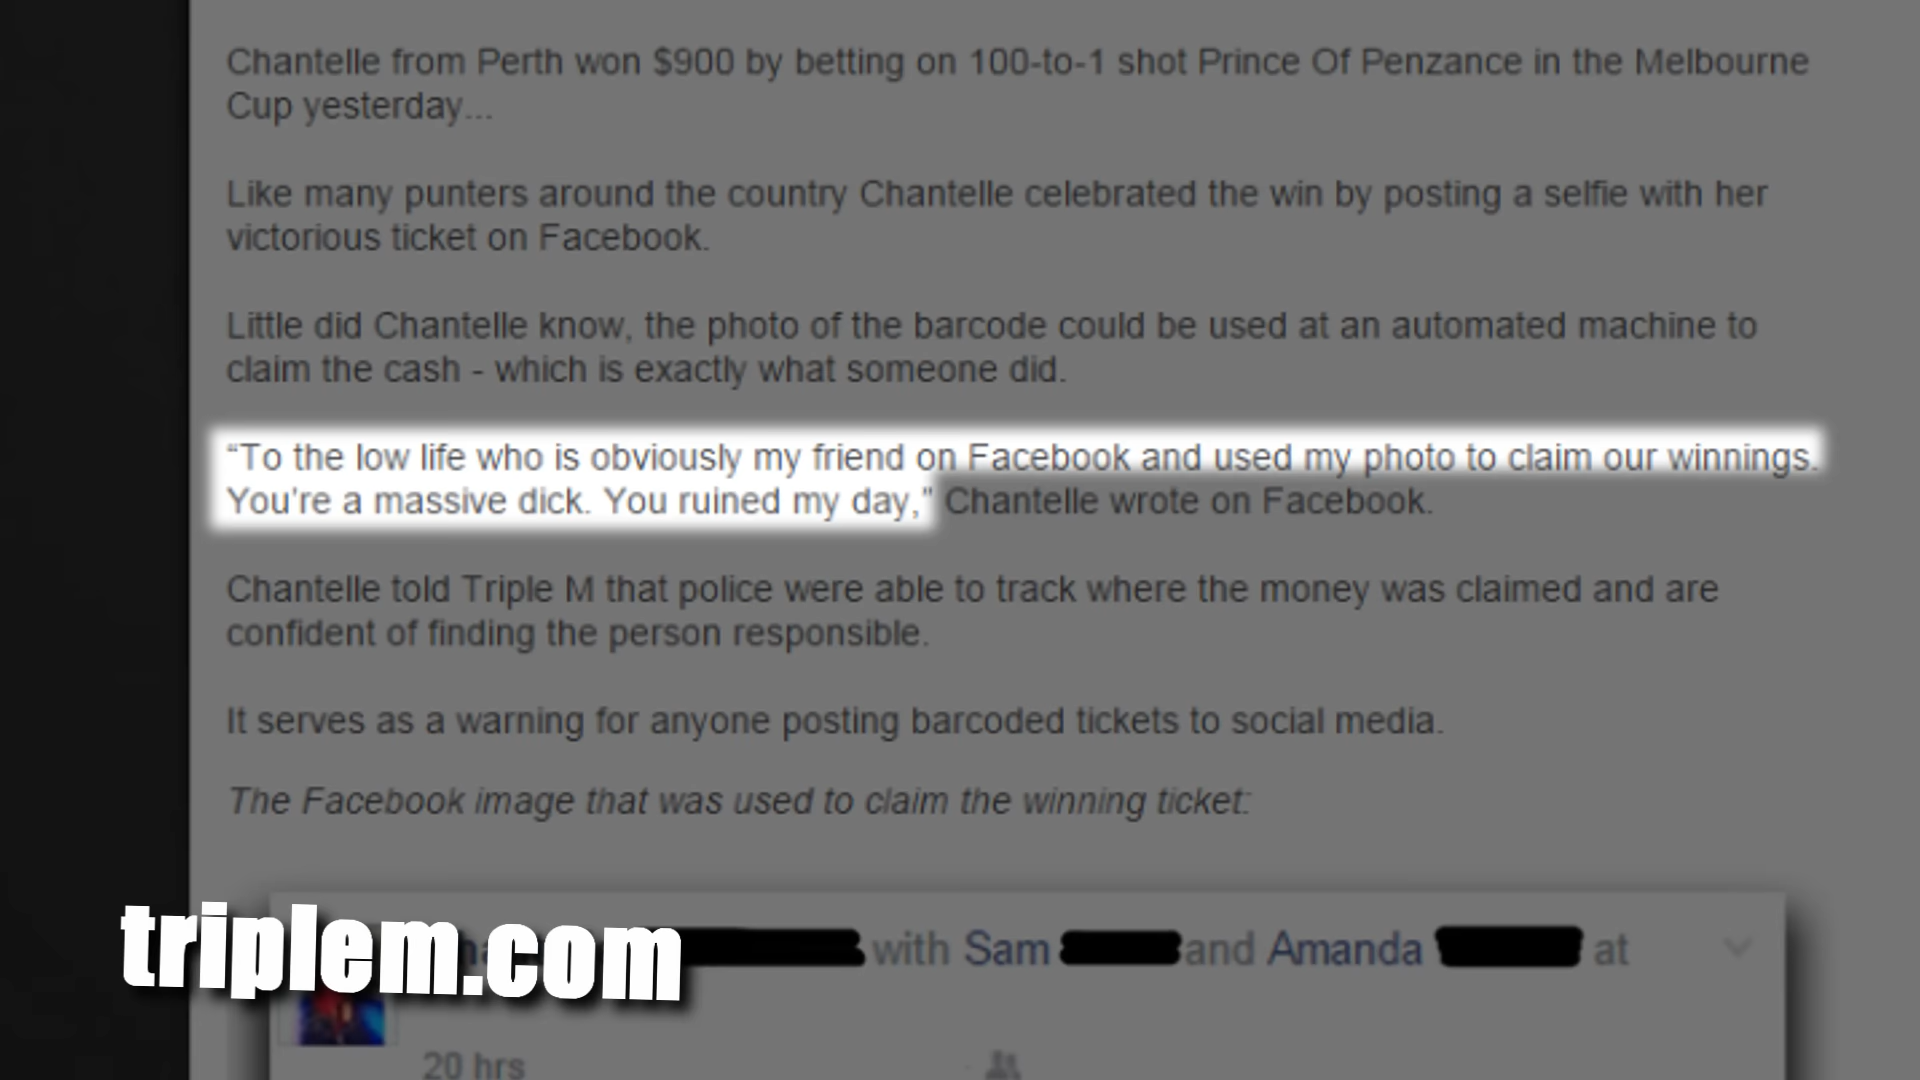 Chantelle from Perth won $900 by betting on 100-to-1 shot Prince Of Penzance in the Melbourne
Cup yesterday...
Like many punters around the country Chantelle celebrated the win by posting a selfie with her
victorious ticket on Facebook.
Little did Chantelle know, the photo of the barcode could be used at an automated machine to
claim the cash - which is exactly what someone did.
“To the low life who is obviously my friend on Facebook and used my photo to claim our winnings.
You're a massive dick. You ruined my day,” Chantelle wrote on Facebook.
Chantelle told Triple M that police were able to track where the money was claimed and are
confident of finding the person responsible.
It serves as a warning for anyone posting barcoded tickets to social media.
The Facebook image that was used to claim the winning ticket:
with Sam and Amanda at
triplem.com
20 hrs